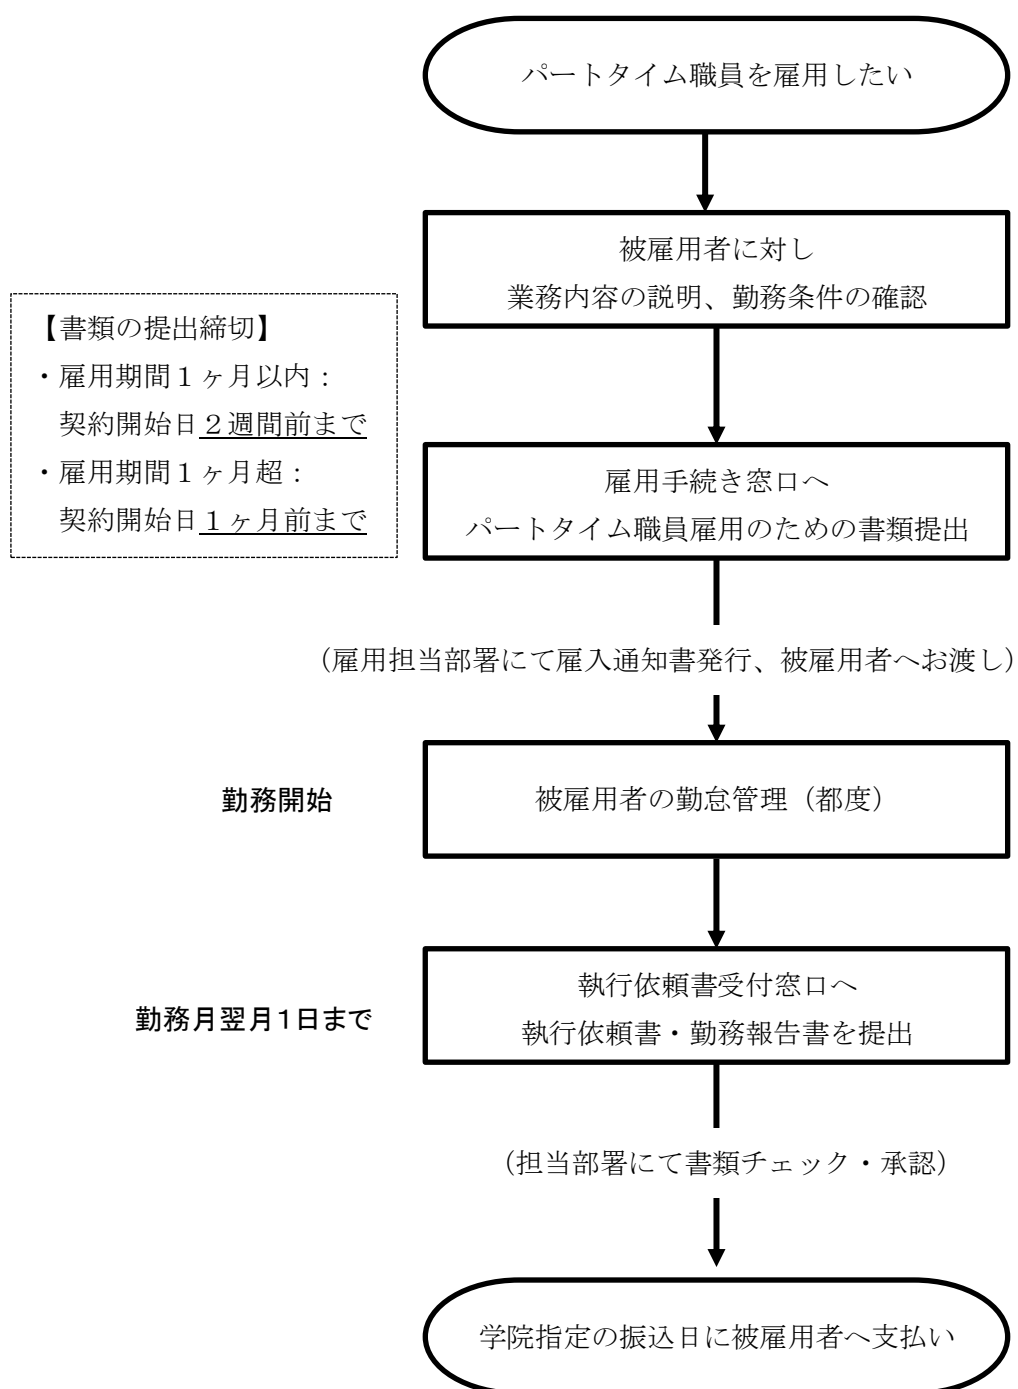 パートタイム職員を雇用したい
被雇用者に対し
業務内容の説明、勤務条件の確認
【書類の提出締切】
・雇用期間１ヶ月以内：
契約開始日２週間前まで
・雇用期間１ヶ月超：
契約開始日１ヶ月前まで
雇用手続き窓口へ
パートタイム職員雇用のための書類提出
（雇用担当部署にて雇入通知書発行、被雇用者へお渡し）
勤務開始
被雇用者の勤怠管理（都度）
執行依頼書受付窓口へ
勤務月翌月1日まで
執行依頼書・勤務報告書を提出
（担当部署にて書類チェック・承認）
学院指定の振込日に被雇用者へ支払い